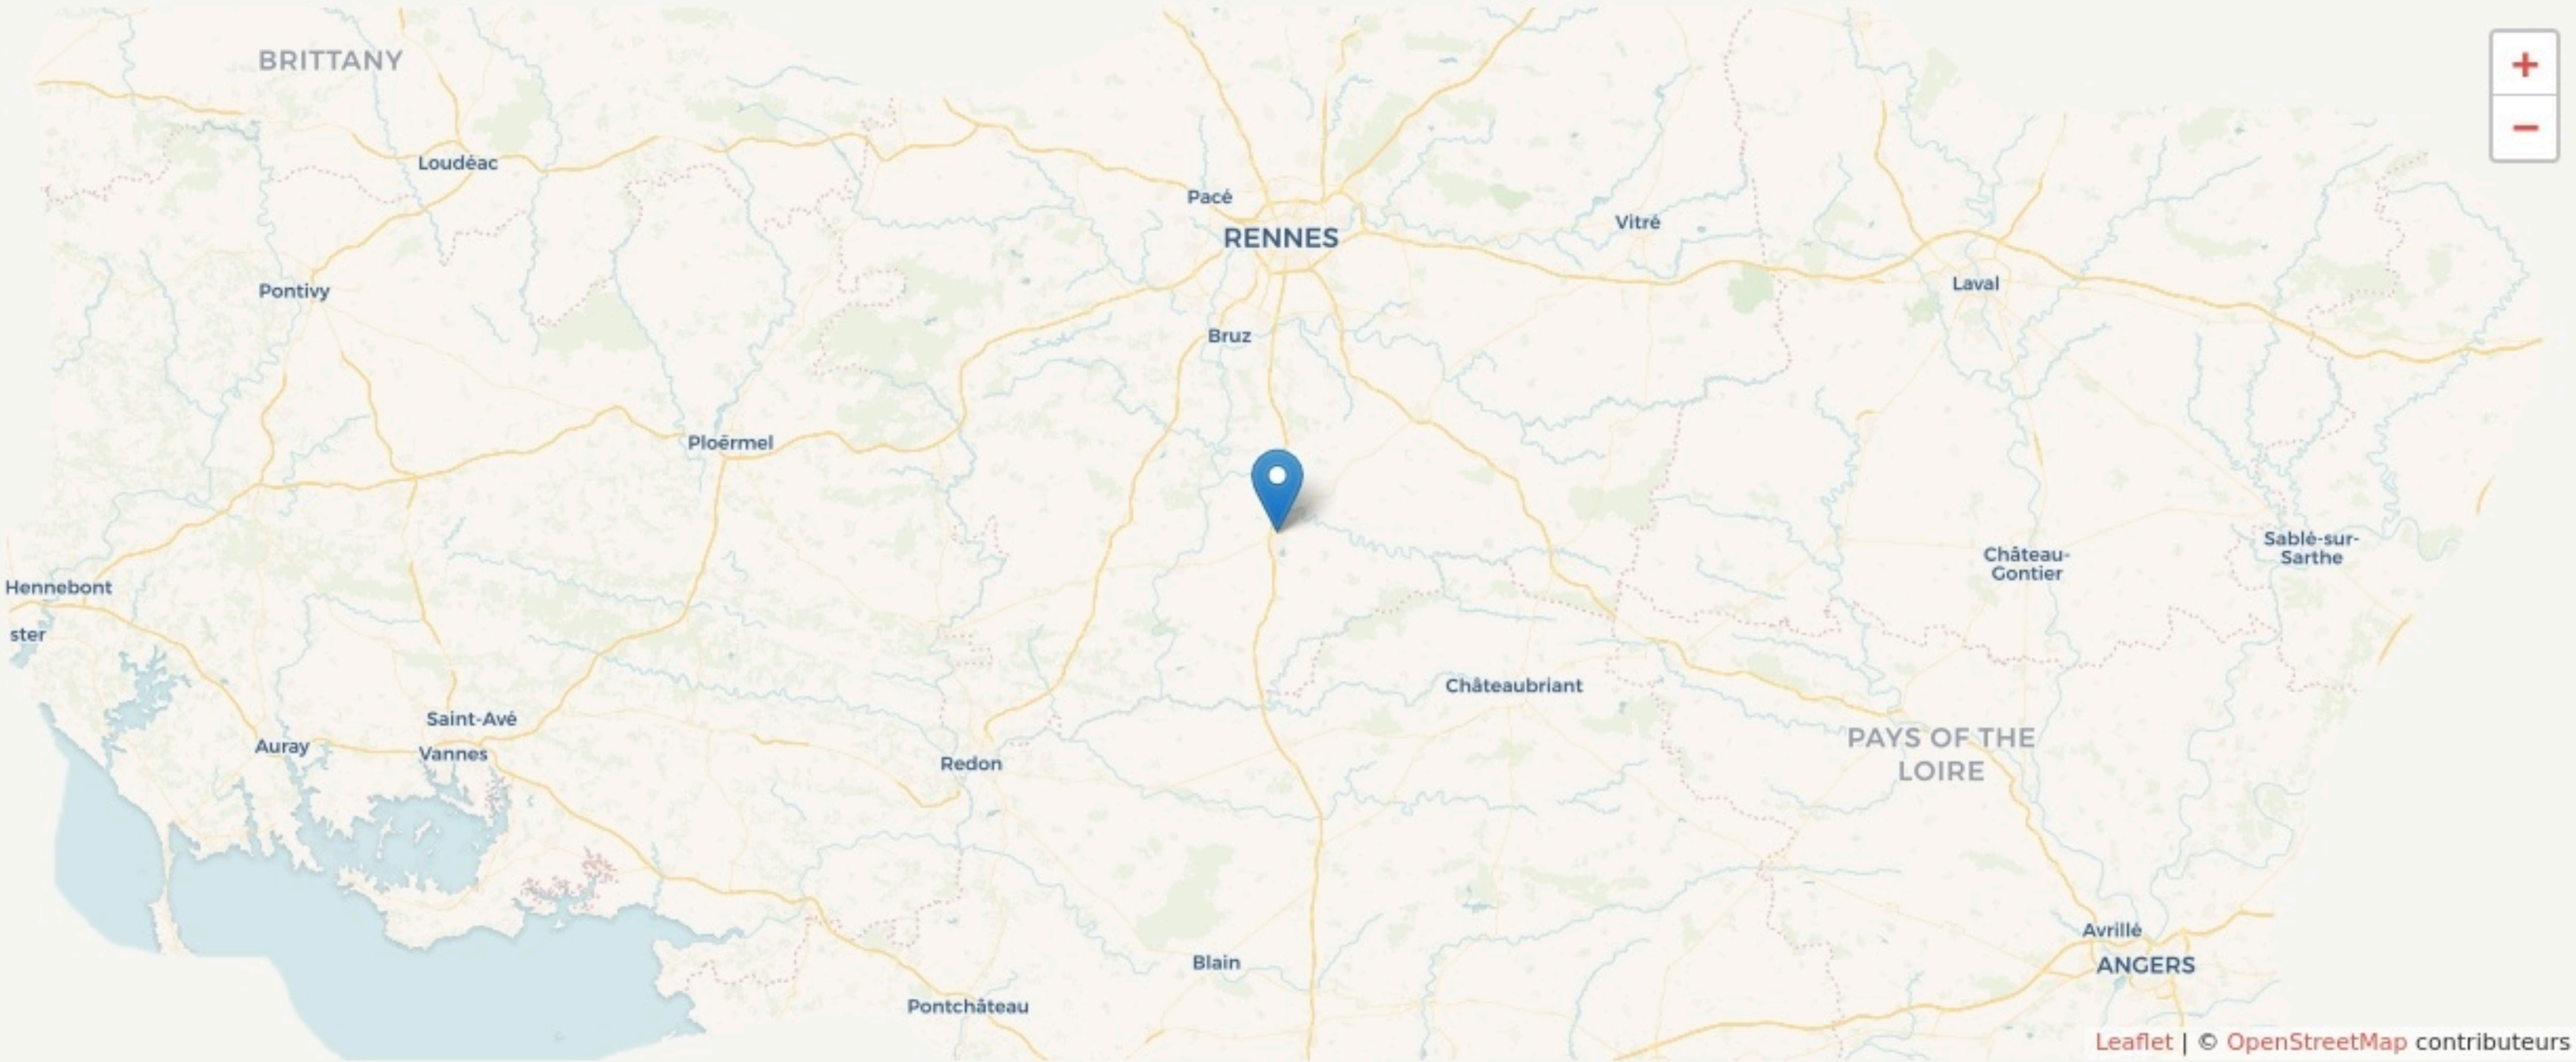 BRITTANY
+
−
Loudéac
Pacé
RENNES
Vitré
Laval
Pontivy
Bruz
Ploërmel
Sablé-sur-
Sarthe
Château-
Gontier
Hennebont
ster
Châteaubriant
Saint-Avé
Vannes
Auray
Redon
PAYS OF THE
LOIRE
Avrillé
ANGERS
Blain
Pontchâteau
Leaflet | © OpenStreetMap contributeurs